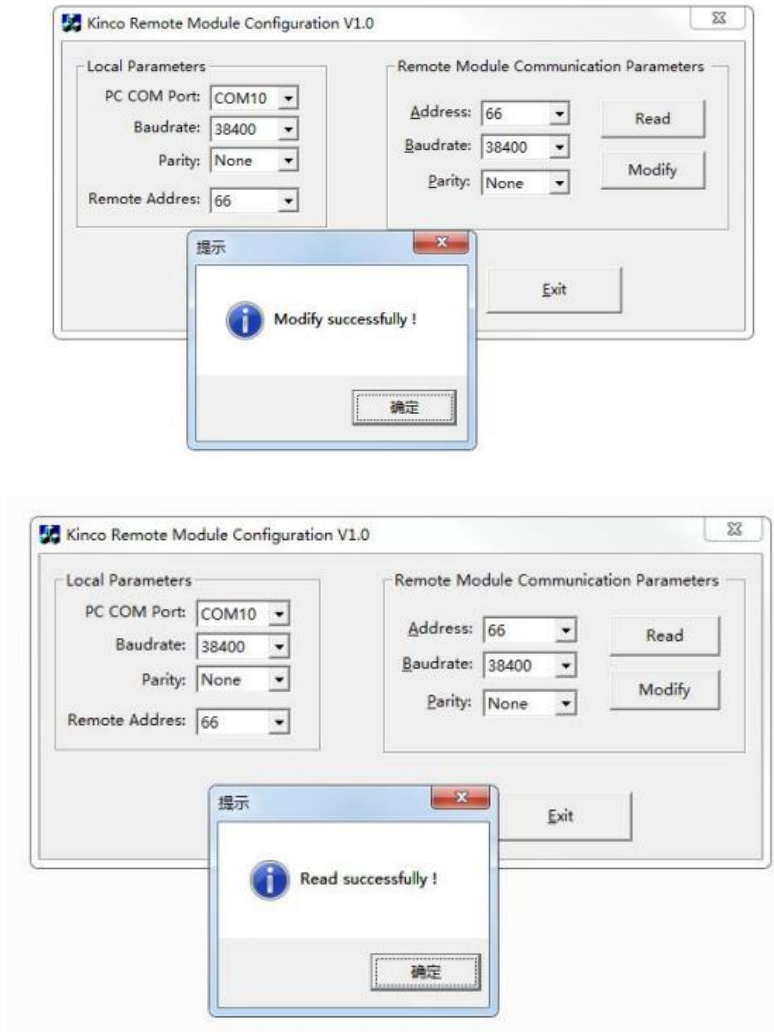 Kinco Remote Module Configuration V1.0
Local Parameters
PC COM Port: COM10
Baudrate: 38400
Parity: None
Remote Addres: 66
Remote Module Communication Parameters
Address: 66
Baudrate: 38400
Parity: None
Read
Modify
Exit
提示
Modify successfully !
确定
Kinco Remote Module Configuration V1.0
Local Parameters
PC COM Port: COM10
Baudrate: 38400
Parity: None
Remote Addres: 66
Remote Module Communication Parameters
Address: 66
Baudrate: 38400
Parity: None
Read
Modify
Exit
提示
Read successfully !
确定